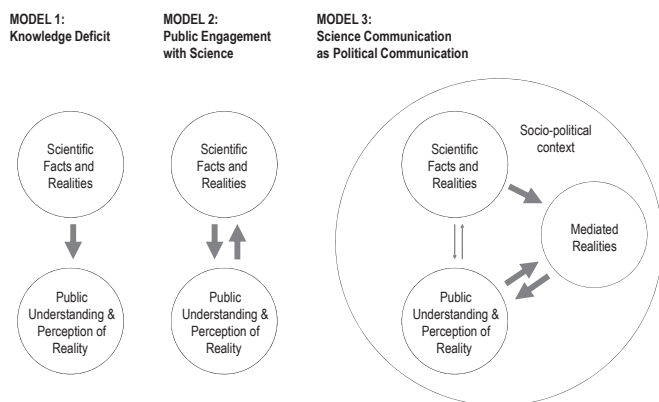 MODEL 1:
Knowledge Deficit
MODEL 2:
Public Engagement
with Science
MODEL 3:
Science Communication
as Political Communication
Scientific
Facts and
Realities
Public
Understanding &
Perception of
Reality
Scientific
Facts and
Realities
Public
Understanding &
Perception of
Reality
Socio-political
context
Scientific
Facts and
Realities
Mediated
Realities
Public
Understanding &
Perception of
Reality